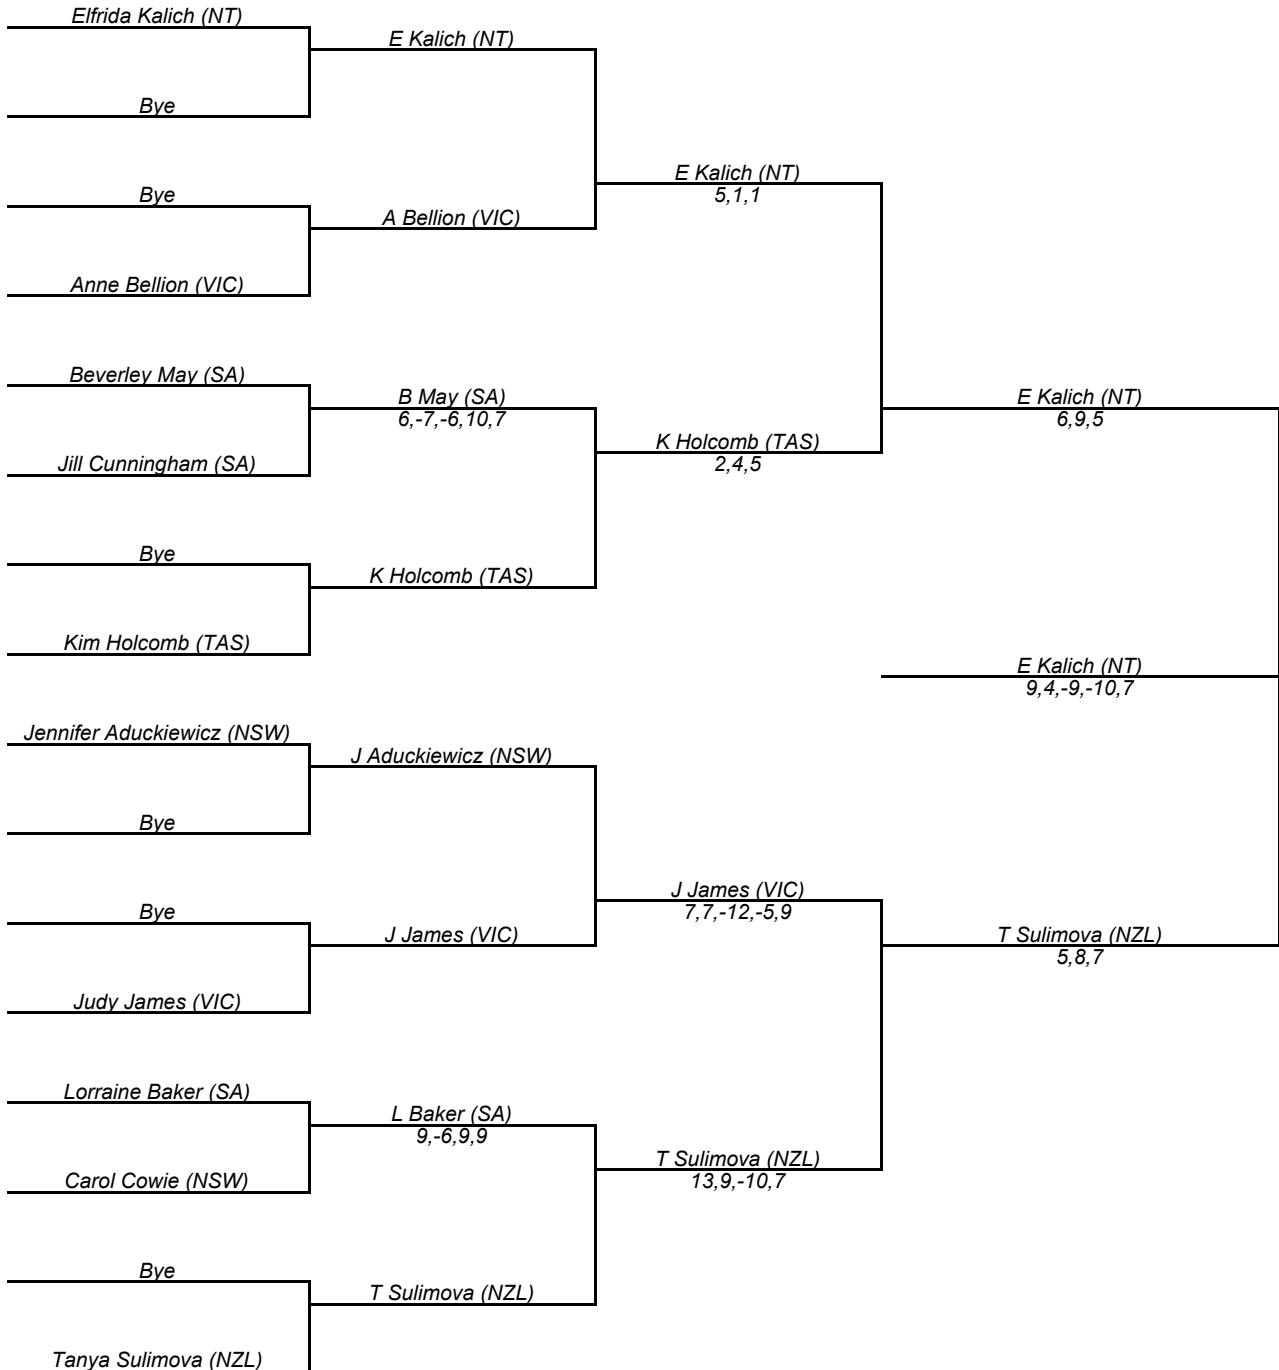 Elfrida Kalich (NT)
E Kalich (NT)
Bye
E Kalich (NT)
5,1,1
Bye
A Bellion (VIC)
Anne Bellion (VIC)
Beverley May (SA)
B May (SA)
6,-7,-6,10,7
E Kalich (NT)
6,9,5
K Holcomb (TAS)
2,4,5
Jill Cunningham (SA)
Bye
K Holcomb (TAS)
Kim Holcomb (TAS)
E Kalich (NT)
9,4,-9,-10,7
Jennifer Aduckiewicz (NSW)
J Aduckiewicz (NSW)
Bye
J James (VIC)
7,7,-12,-5,9
Bye
J James (VIC)
T Sulimova (NZL)
5,8,7
Judy James (VIC)
Lorraine Baker (SA)
L Baker (SA)
9,-6,9,9
T Sulimova (NZL)
13,9,-10,7
Carol Cowie (NSW)
Bye
T Sulimova (NZL)
Tanya Sulimova (NZL)